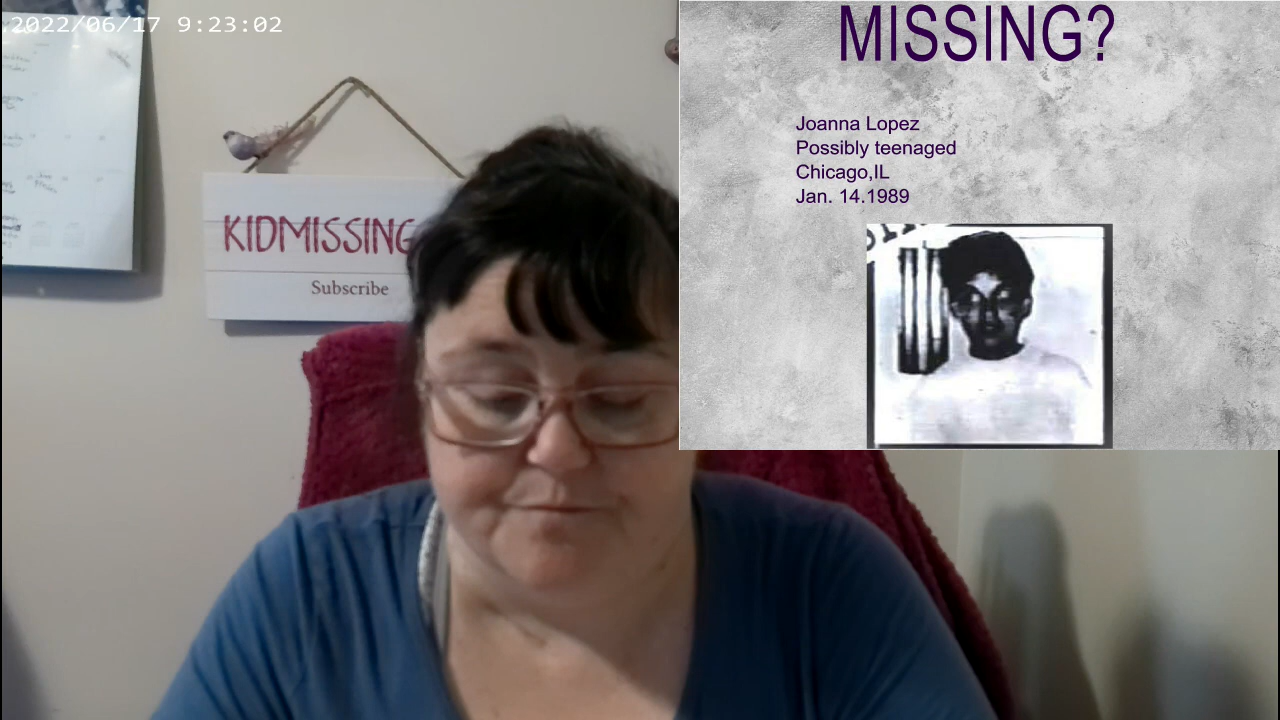 2022/06/17 9:23:02
KIDMISSING
Subscribe
MISSING?
Joanna Lopez
Possibly teenaged
Chicago,IL
Jan. 14.1989